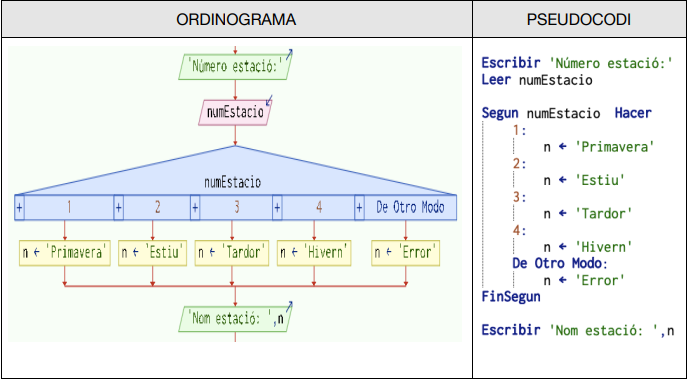 ORDINOGRAMA
PSEUDOCODI
'Número estació:'
numEstacio
numEstacio
+ 1 + 2 + 3 + 4 + De Otro Modo
n ← 'Primavera' n ← 'Estiu' n ← 'Tardor' n ← 'Hivern' n ← 'Error'
'Nom estació: ',n
Escribir 'Número estació:'
Leer numEstacio
Segun numEstacio Hacer
1:
n ← 'Primavera'
2:
n ← 'Estiu'
3:
n ← 'Tardor'
4:
n ← 'Hivern'
De Otro Modo:
n ← 'Error'
FinSegun
Escribir 'Nom estació: ',n